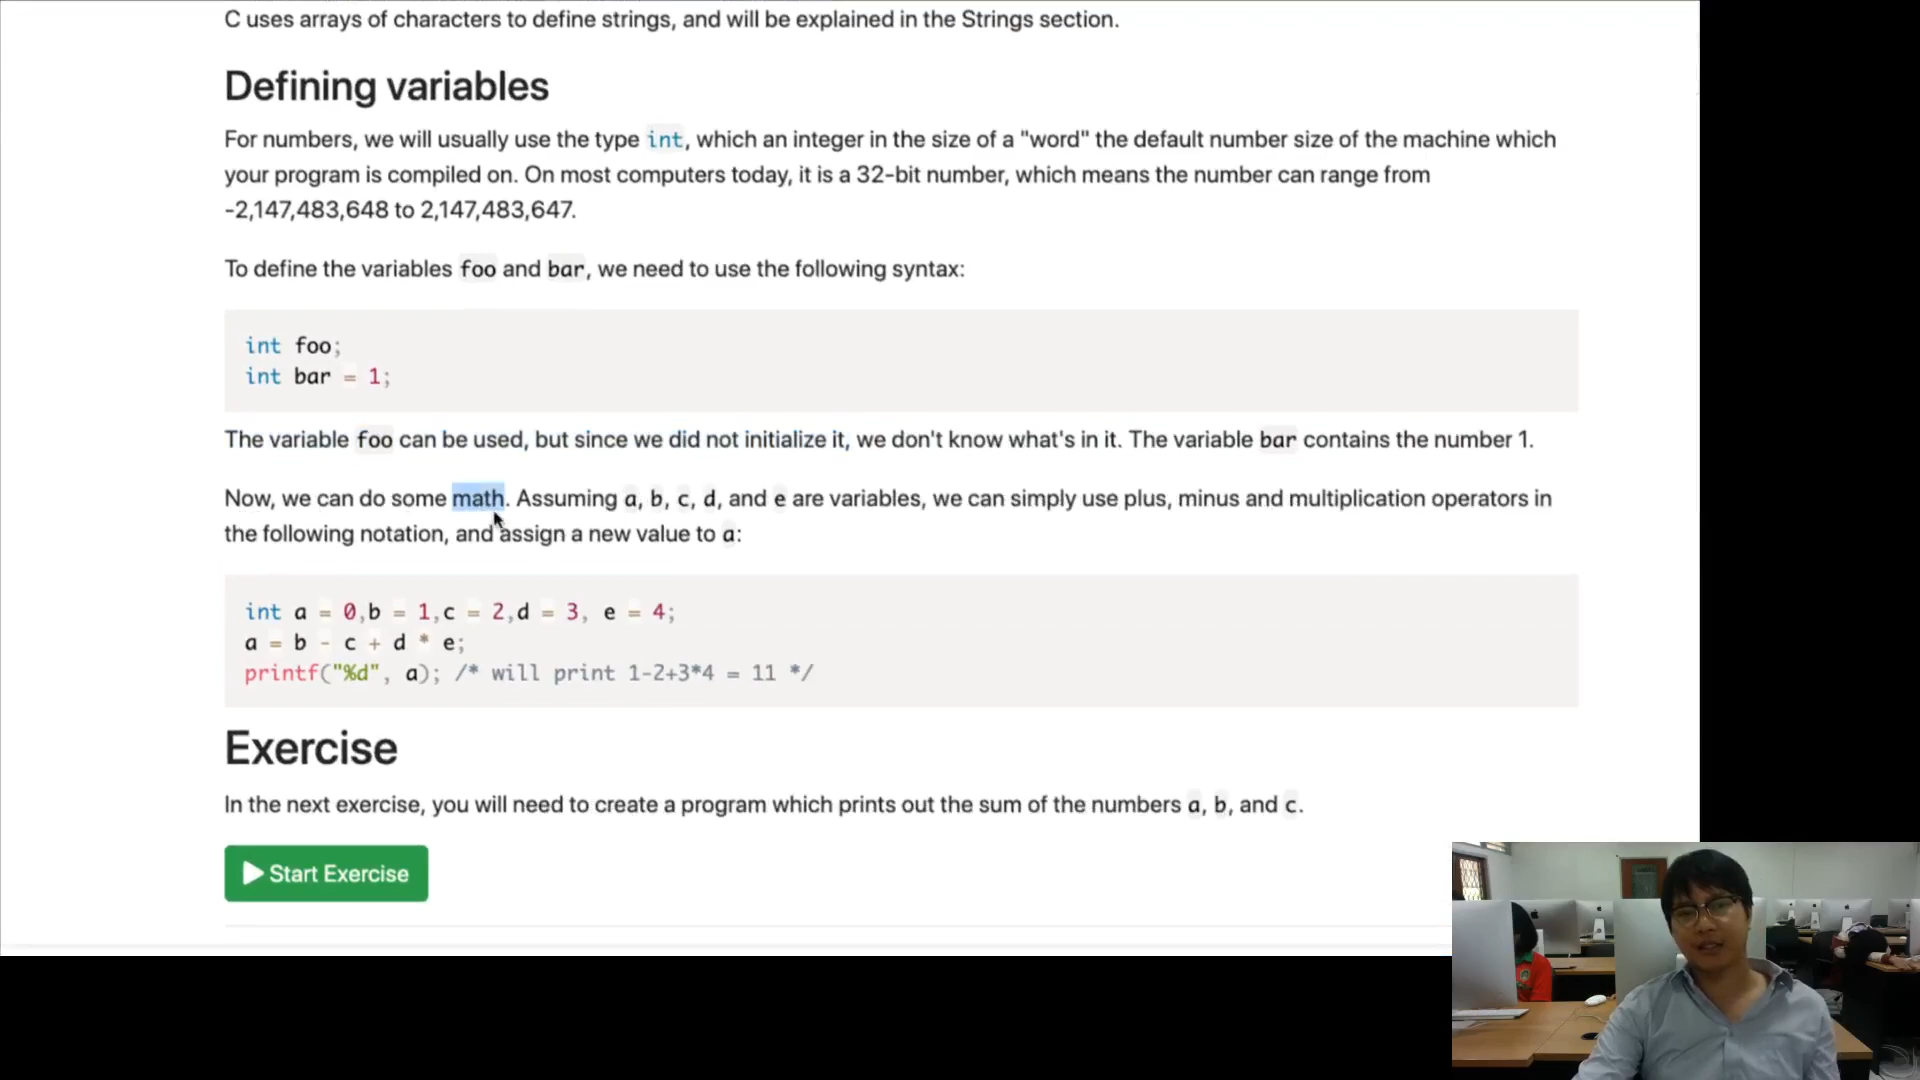 C uses arrays of characters to define strings, and will be explained in the Strings section.
Defining variables
For numbers, we will usually use the type int, which an integer in the size of a "word" the default number size of the machine which
your program is compiled on. On most computers today, it is a 32-bit number, which means the number can range from
-2,147,483,648 to 2,147,483,647.
To define the variables foo and bar, we need to use the following syntax:
int foo;
int bar = 1;
The variable foo can be used, but since we did not initialize it, we don't know what's in it. The variable bar contains the number 1.
Now, we can do some math. Assuming a, b, c, d, and e are variables, we can simply use plus, minus and multiplication operators in
the following notation, and assign a new value to a:
int a = 0,b = 1,c = 2,d = 3, e = 4;
a = b - c + d * e;
printf("%d", a); /* will print 1-2+3*4 = 11 */
Exercise
In the next exercise, you will need to create a program which prints out the sum of the numbers a, b, and c.
Start Exercise